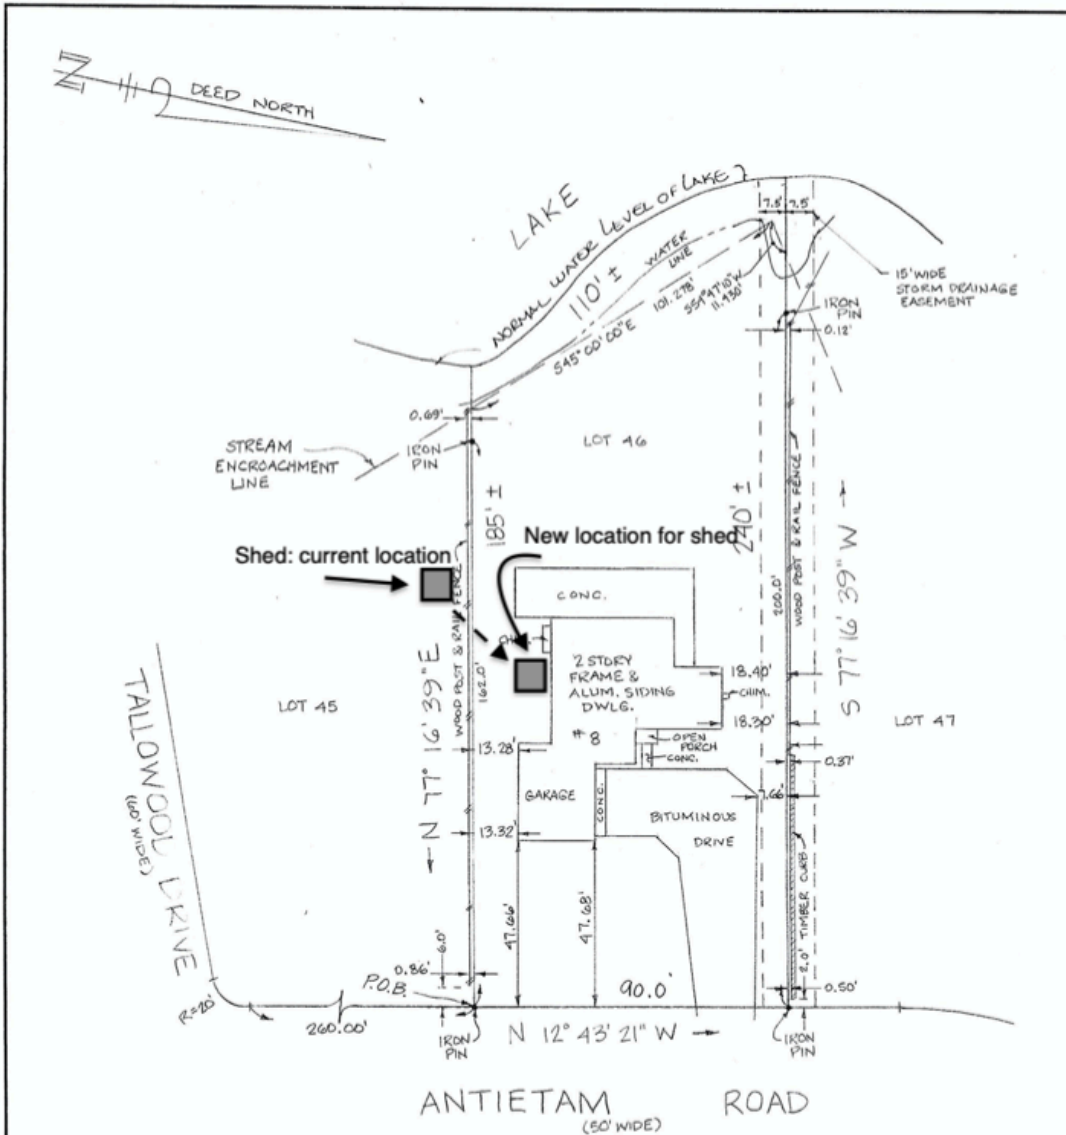 N
DEED NORTH
LAKE
NORMAL WATER LEVEL OF LAKE
110' ±
WATER
LINE
7.5' 7.5'
101.278'
S54°47'10"W
11.430'
S45°00'00"E
15' WIDE
STORM DRAINAGE
EASEMENT
IRON
PIN
0.12'
0.69'
IRON
PIN
STREAM
ENCROACHMENT
LINE
LOT 46
185' ±
240' ±
WOOD POST & RAIL FENCE
S 77° 16' 39" W
200.0'
New location for shed
Shed: current location
WOOD POST & RAIL FENCE
N 77° 16' 39" E
162.0'
CONC.
2 STORY
FRAME &
ALUM. SIDING
DWLG.
# 8
18.40'
CHIM.
18.30'
OPEN
PORCH
CONC.
LOT 45
LOT 47
TALLOWOOD DRIVE
(60' WIDE)
13.28'
GARAGE
CONC.
13.32'
BITUMINOUS
DRIVE
0.37'
7.66'
2.0' TIMBER CURB
47.66'
47.68'
6.0'
0.86'
P.O.B.
90.0'
0.50'
R=20'
260.00'
IRON
PIN
N 12° 43' 21" W
IRON
PIN
ANTIETAM ROAD
(50' WIDE)